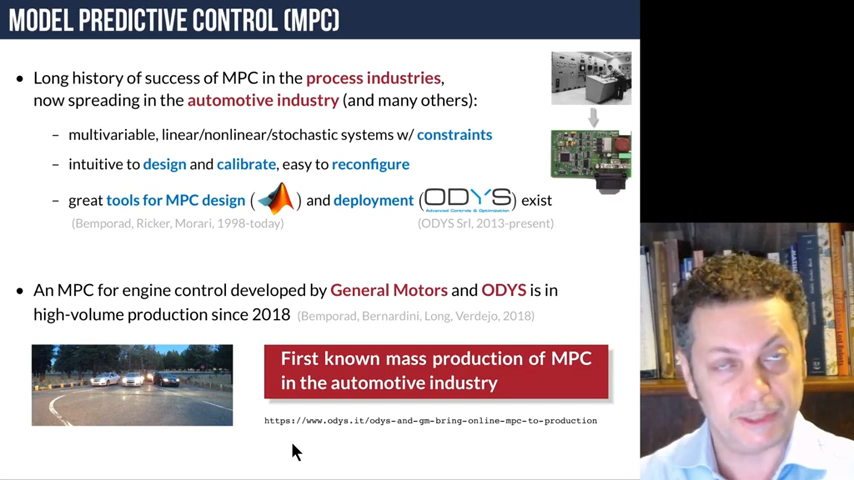 MODEL PREDICTIVE CONTROL (MPC)
• Long history of success of MPC in the process industries,
now spreading in the automotive industry (and many others):
– multivariable, linear/nonlinear/stochastic systems w/ constraints
– intuitive to design and calibrate, easy to reconfigure
– great tools for MPC design ( ) and deployment (ODYS) exist
Advanced Controls & Optimization
(Bemporad, Ricker, Morari, 1998-today) (ODYS Srl, 2013-present)
• An MPC for engine control developed by General Motors and ODYS is in
high-volume production since 2018 (Bemporad, Bernardini, Long, Verdejo, 2018)
First known mass production of MPC
in the automotive industry
https://www.odys.it/odys-and-gm-bring-online-mpc-to-production